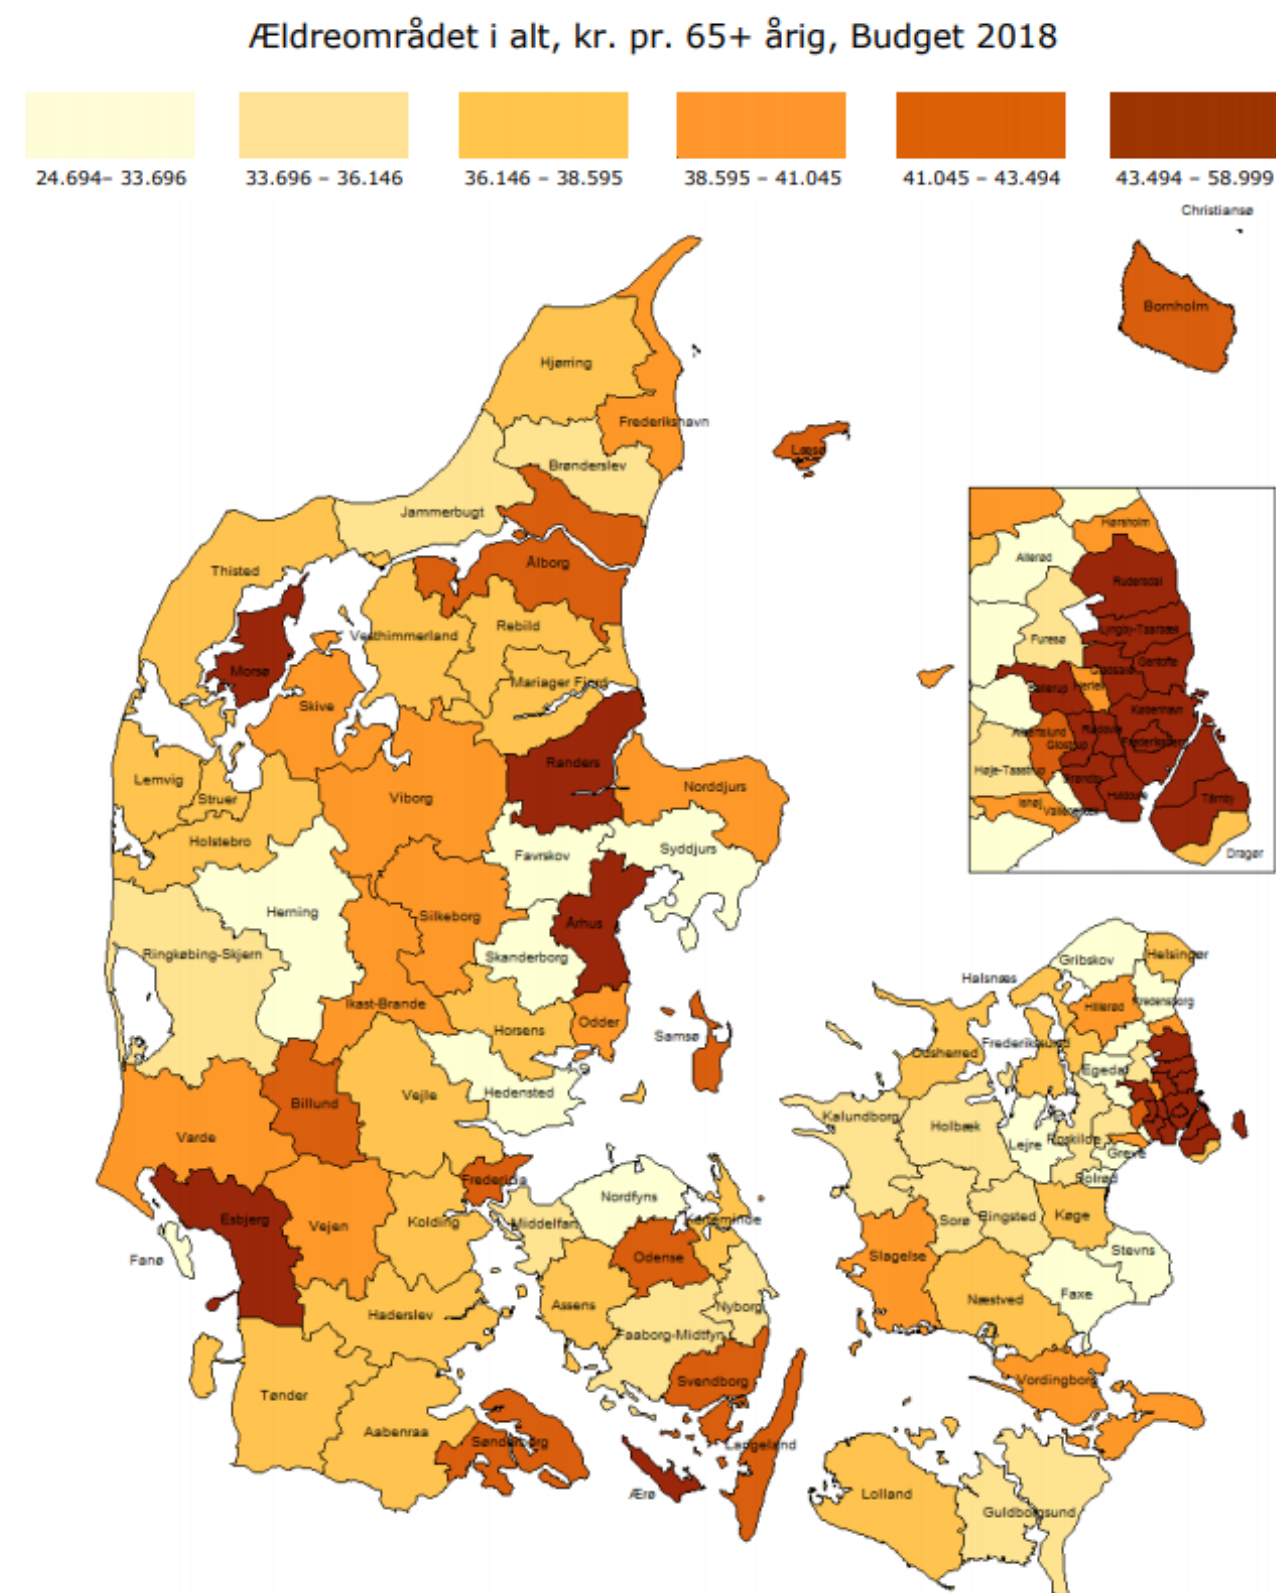 Ældreområdet i alt, kr. pr. 65+ årig, Budget 2018
24.694– 33.696
33.696 – 36.146
36.146 – 38.595
38.595 – 41.045
41.045 – 43.494
43.494 – 58.999
Christiansø
Bornholm
Hjørring
Frederikshavn
Læsø
Brønderslev
Jammerbugt
Hørsholm
Allerød
Ålborg
Thisted
Rudersdal
Rebild
Lyngby-Taarbæk
Vesthimmerland
Furesø
Gentofte
Gladsaxe
Morsø
Mariager Fjord
Ballerup
Herlev
Skive
København
Albertslund
Rødovre
Frederiksberg
Glostrup
Randers
Høje-Taastrup
Lemvig
Brøndby
Norddjurs
Struer
Viborg
Hvidovre
Tårnby
Ishøj
Vallensbæk
Holstebro
Favrskov
Syddjurs
Dragør
Herning
Silkeborg
Århus
Ringkøbing-Skjern
Skanderborg
Helsingør
Gribskov
Halsnæs
Ikast-Brande
Fredensborg
Hillerød
Odder
Horsens
Samsø
Frederikssund
Odsherred
Egedal
Hedensted
Vejle
Billund
Kalundborg
Holbæk
Varde
Roskilde
Lejre
Greve
Solrød
Fredericia
Nordfyns
Esbjerg
Kolding
Middelfart
Kerteminde
Sorø
Ringsted
Køge
Vejen
Stevns
Slagelse
Odense
Fanø
Faxe
Næstved
Assens
Nyborg
Haderslev
Faaborg-Midtfyn
Svendborg
Vordingborg
Tønder
Aabenraa
Sønderborg
Langeland
Ærø
Lolland
Guldborgsund